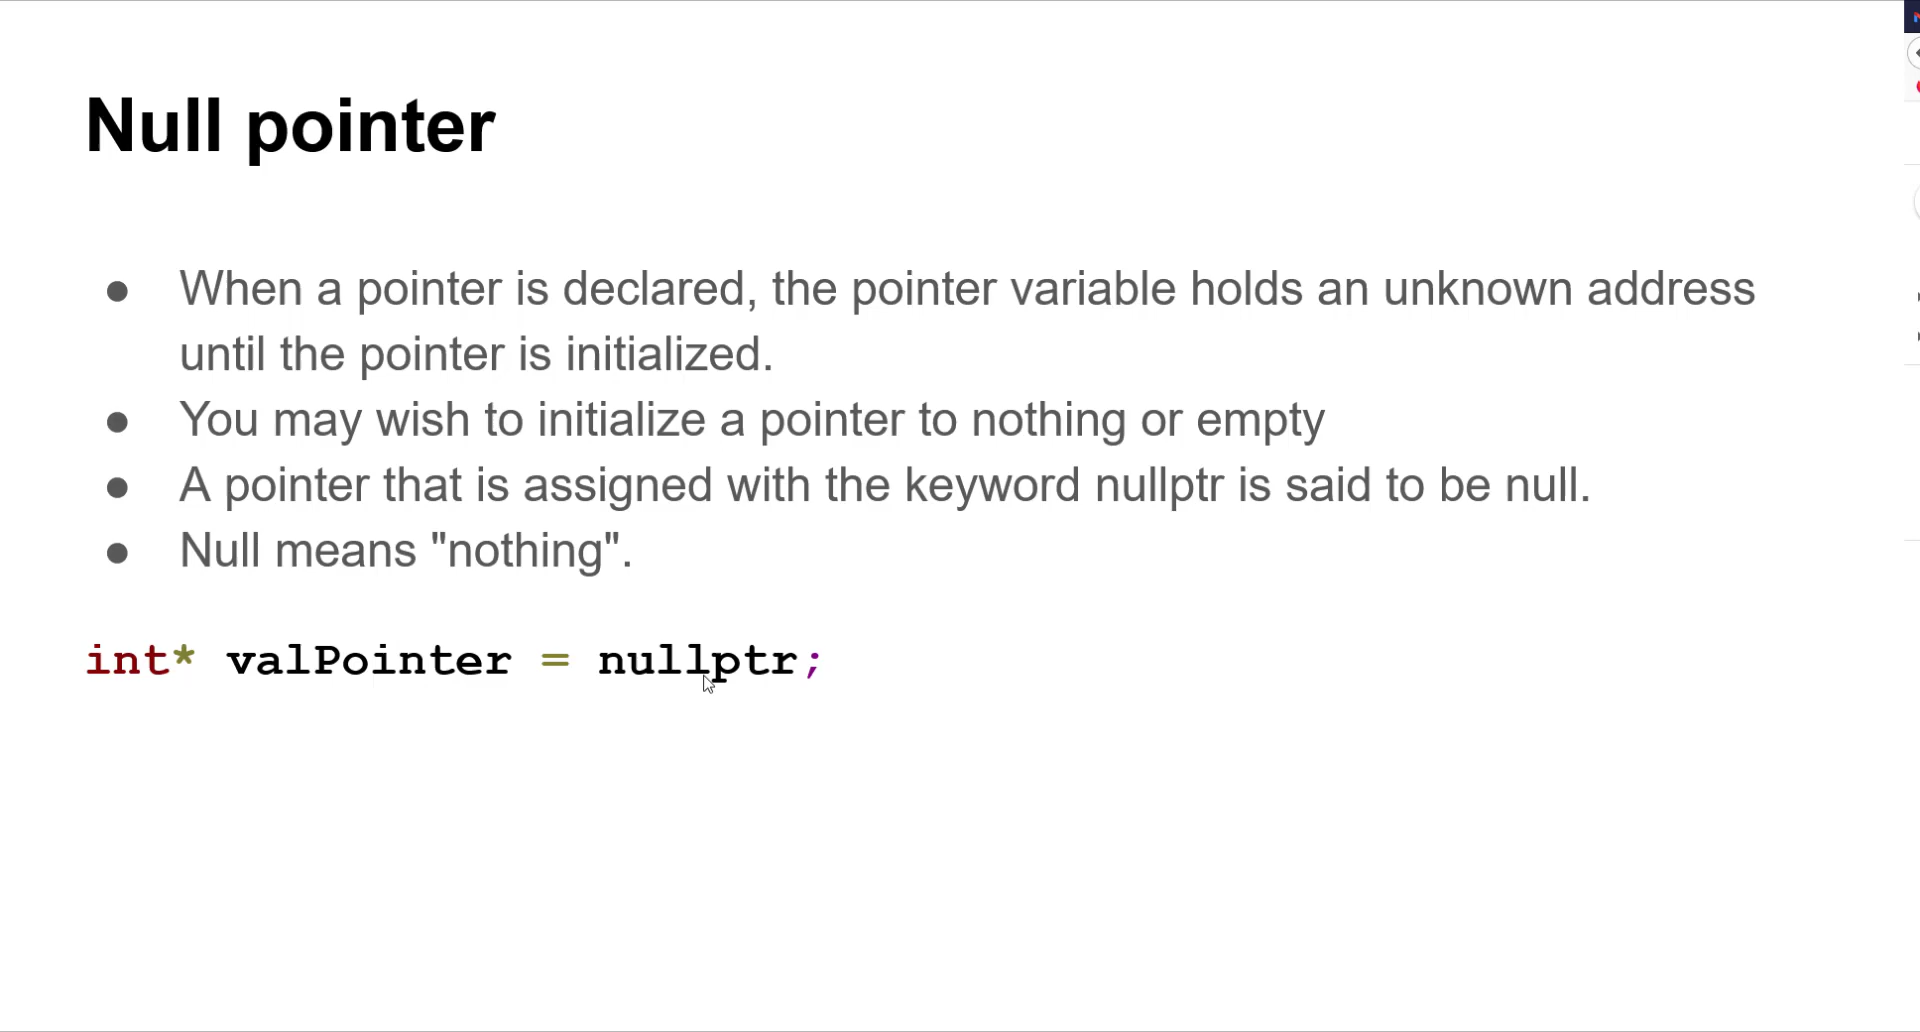 Null pointer
● When a pointer is declared, the pointer variable holds an unknown address
until the pointer is initialized.
● You may wish to initialize a pointer to nothing or empty
● A pointer that is assigned with the keyword nullptr is said to be null.
● Null means "nothing".
int* valPointer = nullptr;